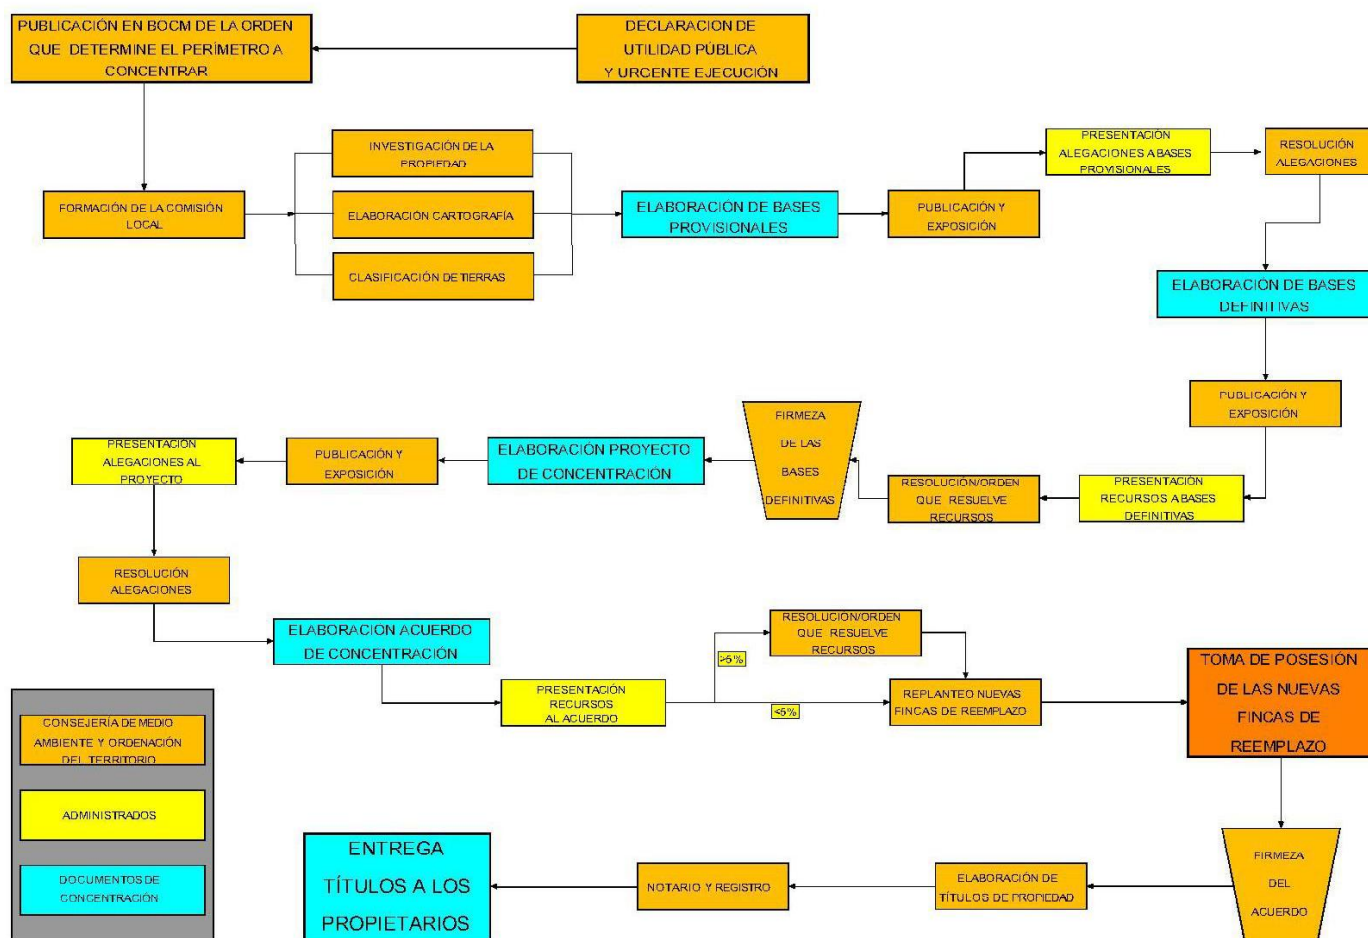 PUBLICACIÓN EN BOCM DE LA ORDEN
QUE DETERMINE EL PERÍMETRO A
CONCENTRAR
DECLARACION DE
UTILIDAD PÚBLICA
Y URGENTE EJECUCIÓN
FORMACIÓN DE LA COMISIÓN
LOCAL
INVESTIGACIÓN DE LA
PROPIEDAD
ELABORACIÓN CARTOGRAFÍA
CLASIFICACIÓN DE TIERRAS
ELABORACIÓN DE BASES
PROVISIONALES
PUBLICACIÓN Y
EXPOSICIÓN
PRESENTACIÓN
ALEGACIONES A BASES
PROVISIONALES
RESOLUCIÓN
ALEGACIONES
ELABORACIÓN DE BASES
DEFINITIVAS
PUBLICACIÓN Y
EXPOSICIÓN
PRESENTACIÓN
RECURSOS A BASES
DEFINITIVAS
RESOLUCIÓN/ORDEN
QUE RESUELVE
RECURSOS
FIRMEZA
DE LAS
BASES
DEFINITIVAS
ELABORACIÓN PROYECTO
DE CONCENTRACIÓN
PUBLICACIÓN Y
EXPOSICIÓN
PRESENTACIÓN
ALEGACIONES AL
PROYECTO
RESOLUCIÓN
ALEGACIONES
ELABORACIÓN ACUERDO
DE CONCENTRACIÓN
PRESENTACIÓN
RECURSOS
AL ACUERDO
>5%
<5%
RESOLUCIÓN/ORDEN
QUE RESUELVE
RECURSOS
REPLANTEO NUEVAS
FINCAS DE REEMPLAZO
TOMA DE POSESIÓN
DE LAS NUEVAS
FINCAS DE
REEMPLAZO
FIRMEZA
DEL
ACUERDO
ELABORACIÓN DE
TÍTULOS DE PROPIEDAD
NOTARIO Y REGISTRO
ENTREGA
TÍTULOS A LOS
PROPIETARIOS
CONSEJERÍA DE MEDIO
AMBIENTE Y ORDENACIÓN
DEL TERRITORIO
ADMINISTRADOS
DOCUMENTOS DE
CONCENTRACIÓN